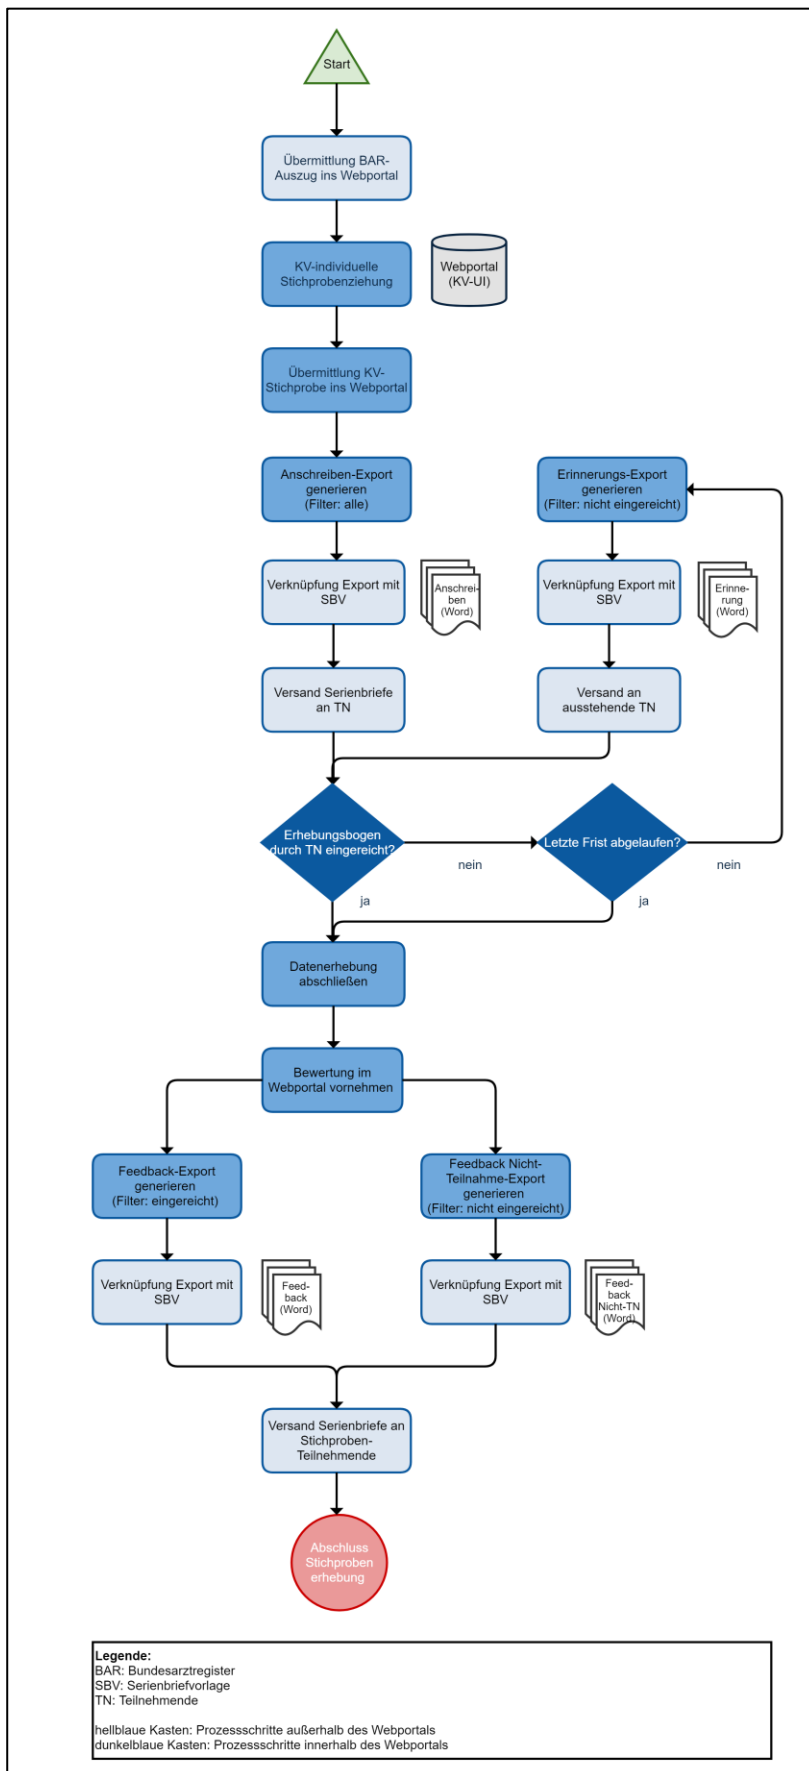 Start
Übermittlung BAR-
Auszug ins Webportal
KV-individuelle
Stichprobenziehung
Webportal
(KV-UI)
Übermittlung KV-
Stichprobe ins Webportal
Anschreiben-Export
generieren
(Filter: alle)
Erinnerungs-Export
generieren
(Filter: nicht eingereicht)
Verknüpfung Export mit
SBV
Anschrei-
ben
(Word)
Verknüpfung Export mit
SBV
Erinne-
rung
(Word)
Versand Serienbriefe
an TN
Versand an
ausstehende TN
Erhebungsbogen
durch TN eingereicht?
nein
Letzte Frist abgelaufen?
nein
ja
ja
Datenerhebung
abschließen
Bewertung im
Webportal vornehmen
Feedback-Export
generieren
(Filter: eingereicht)
Feedback Nicht-
Teilnahme-Export
generieren
(Filter: nicht eingereicht)
Verknüpfung Export mit
SBV
Feed-
back
(Word)
Verknüpfung Export mit
SBV
Feed-
back
Nicht-TN
(Word)
Versand Serienbriefe an
Stichproben-
Teilnehmende
Abschluss
Stichproben
erhebung
Legende:
BAR: Bundesarztregister
SBV: Serienbriefvorlage
TN: Teilnehmende
hellblaue Kasten: Prozessschritte außerhalb des Webportals
dunkelblaue Kasten: Prozessschritte innerhalb des Webportals